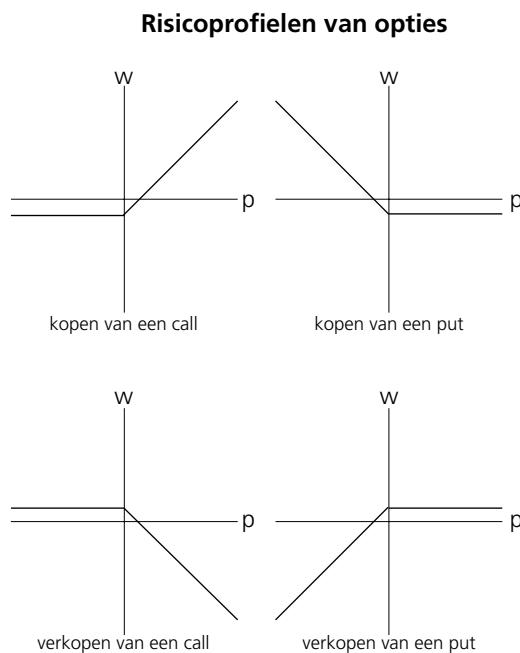 Risicoprofielen van opties
w
w
p
p
kopen van een call
kopen van een put
w
w
p
p
verkopen van een call
verkopen van een put